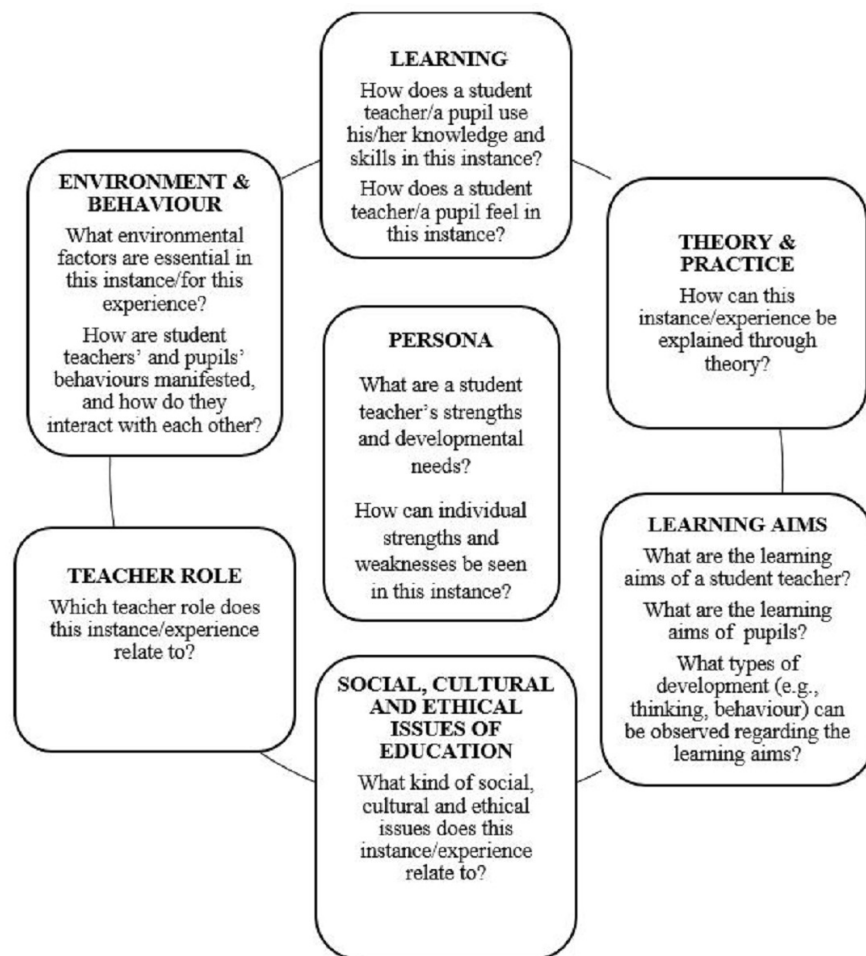 LEARNING
How does a student
teacher/a pupil use
his/her knowledge and
skills in this instance?
How does a student
teacher/a pupil feel in
this instance?
ENVIRONMENT &
BEHAVIOUR
What environmental
factors are essential in
this instance/for this
experience?
How are student
teachers’ and pupils’
behaviours manifested,
and how do they
interact with each other?
THEORY &
PRACTICE
How can this
instance/experience be
explained through
theory?
PERSONA
What are a student
teacher’s strengths
and developmental
needs?
How can individual
strengths and
weaknesses be seen
in this instance?
LEARNING AIMS
What are the learning
aims of a student teacher?
What are the learning
aims of pupils?
What types of
development (e.g.,
thinking, behaviour) can
be observed regarding the
learning aims?
TEACHER ROLE
Which teacher role does
this instance/experience
relate to?
SOCIAL, CULTURAL
AND ETHICAL
ISSUES OF
EDUCATION
What kind of social,
cultural and ethical
issues does this
instance/experience
relate to?